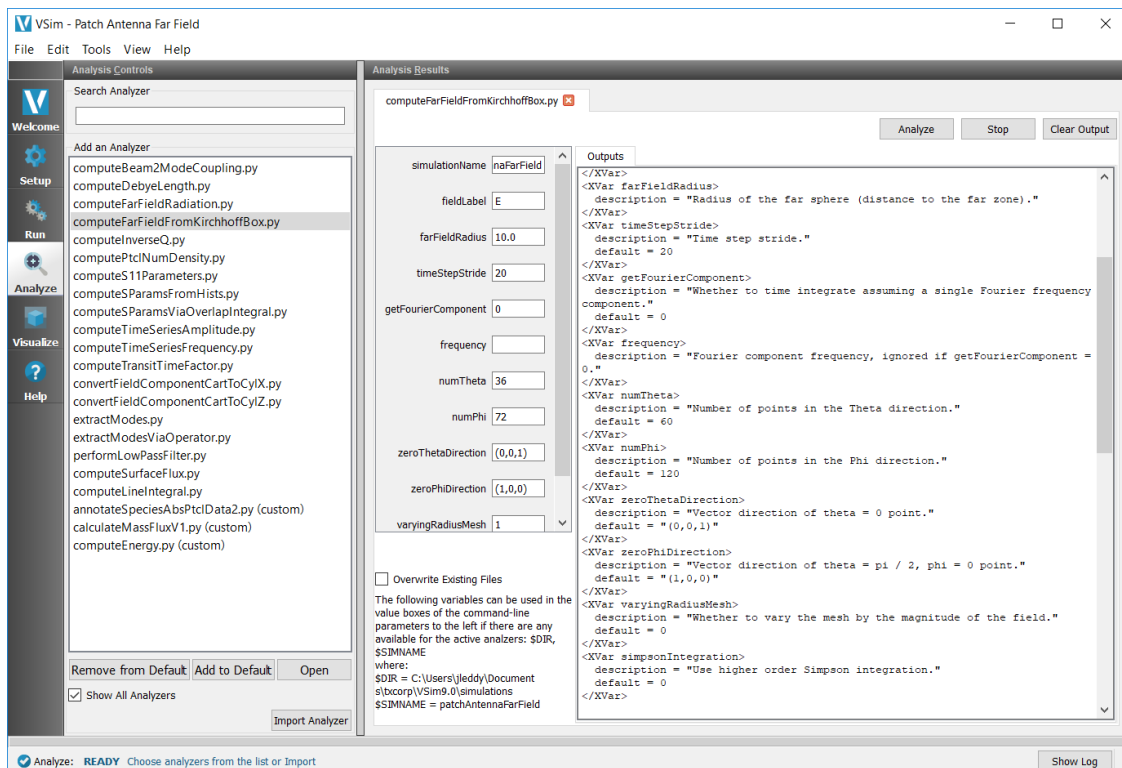 VSim - Patch Antenna Far Field
File Edit Tools View Help
Analysis Controls
Analysis Results
Welcome
Setup
Run
Analyze
Visualize
Help
Search Analyzer
Add an Analyzer
computeBeam2ModeCoupling.py
computeDebyeLength.py
computeFarFieldRadiation.py
computeFarFieldFromKirchhoffBox.py
computeInverseQ.py
computePtclNumDensity.py
computeS11Parameters.py
computeSParamsFromHists.py
computeSParamsViaOverlapIntegral.py
computeTimeSeriesAmplitude.py
computeTimeSeriesFrequency.py
computeTransitTimeFactor.py
convertFieldComponentCartToCylX.py
convertFieldComponentCartToCylZ.py
extractModes.py
extractModesViaOperator.py
performLowPassFilter.py
computeSurfaceFlux.py
computeLineIntegral.py
annotateSpeciesAbsPtclData2.py (custom)
calculateMassFluxV1.py (custom)
computeEnergy.py (custom)
Remove from Default Add to Default Open
Show All Analyzers
Import Analyzer
computeFarFieldFromKirchhoffBox.py
Analyze Stop Clear Output
simulationName naFarField
fieldLabel E
farFieldRadius 10.0
timeStepStride 20
getFourierComponent 0
frequency
numTheta 36
numPhi 72
zeroThetaDirection (0,0,1)
zeroPhiDirection (1,0,0)
varyingRadiusMesh 1
Overwrite Existing Files
The following variables can be used in the
value boxes of the command-line
parameters to the left if there are any
available for the active analzers: $DIR,
$SIMNAME
where:
$DIR = C:\Users\jleddy\Document
s\txcorp\VSim9.0\simulations
$SIMNAME = patchAntennaFarField
Outputs
</XVar>
<XVar farFieldRadius>
description = "Radius of the far sphere (distance to the far zone)."
</XVar>
<XVar timeStepStride>
description = "Time step stride."
default = 20
</XVar>
<XVar getFourierComponent>
description = "Whether to time integrate assuming a single Fourier frequency
component."
default = 0
</XVar>
<XVar frequency>
description = "Fourier component frequency, ignored if getFourierComponent =
0."
</XVar>
<XVar numTheta>
description = "Number of points in the Theta direction."
default = 60
</XVar>
<XVar numPhi>
description = "Number of points in the Phi direction."
default = 120
</XVar>
<XVar zeroThetaDirection>
description = "Vector direction of theta = 0 point."
default = "(0,0,1)"
</XVar>
<XVar zeroPhiDirection>
description = "Vector direction of theta = pi / 2, phi = 0 point."
default = "(1,0,0)"
</XVar>
<XVar varyingRadiusMesh>
description = "Whether to vary the mesh by the magnitude of the field."
default = 0
</XVar>
<XVar simpsonIntegration>
description = "Use higher order Simpson integration."
default = 0
</XVar>
Analyze: READY Choose analyzers from the list or Import
Show Log